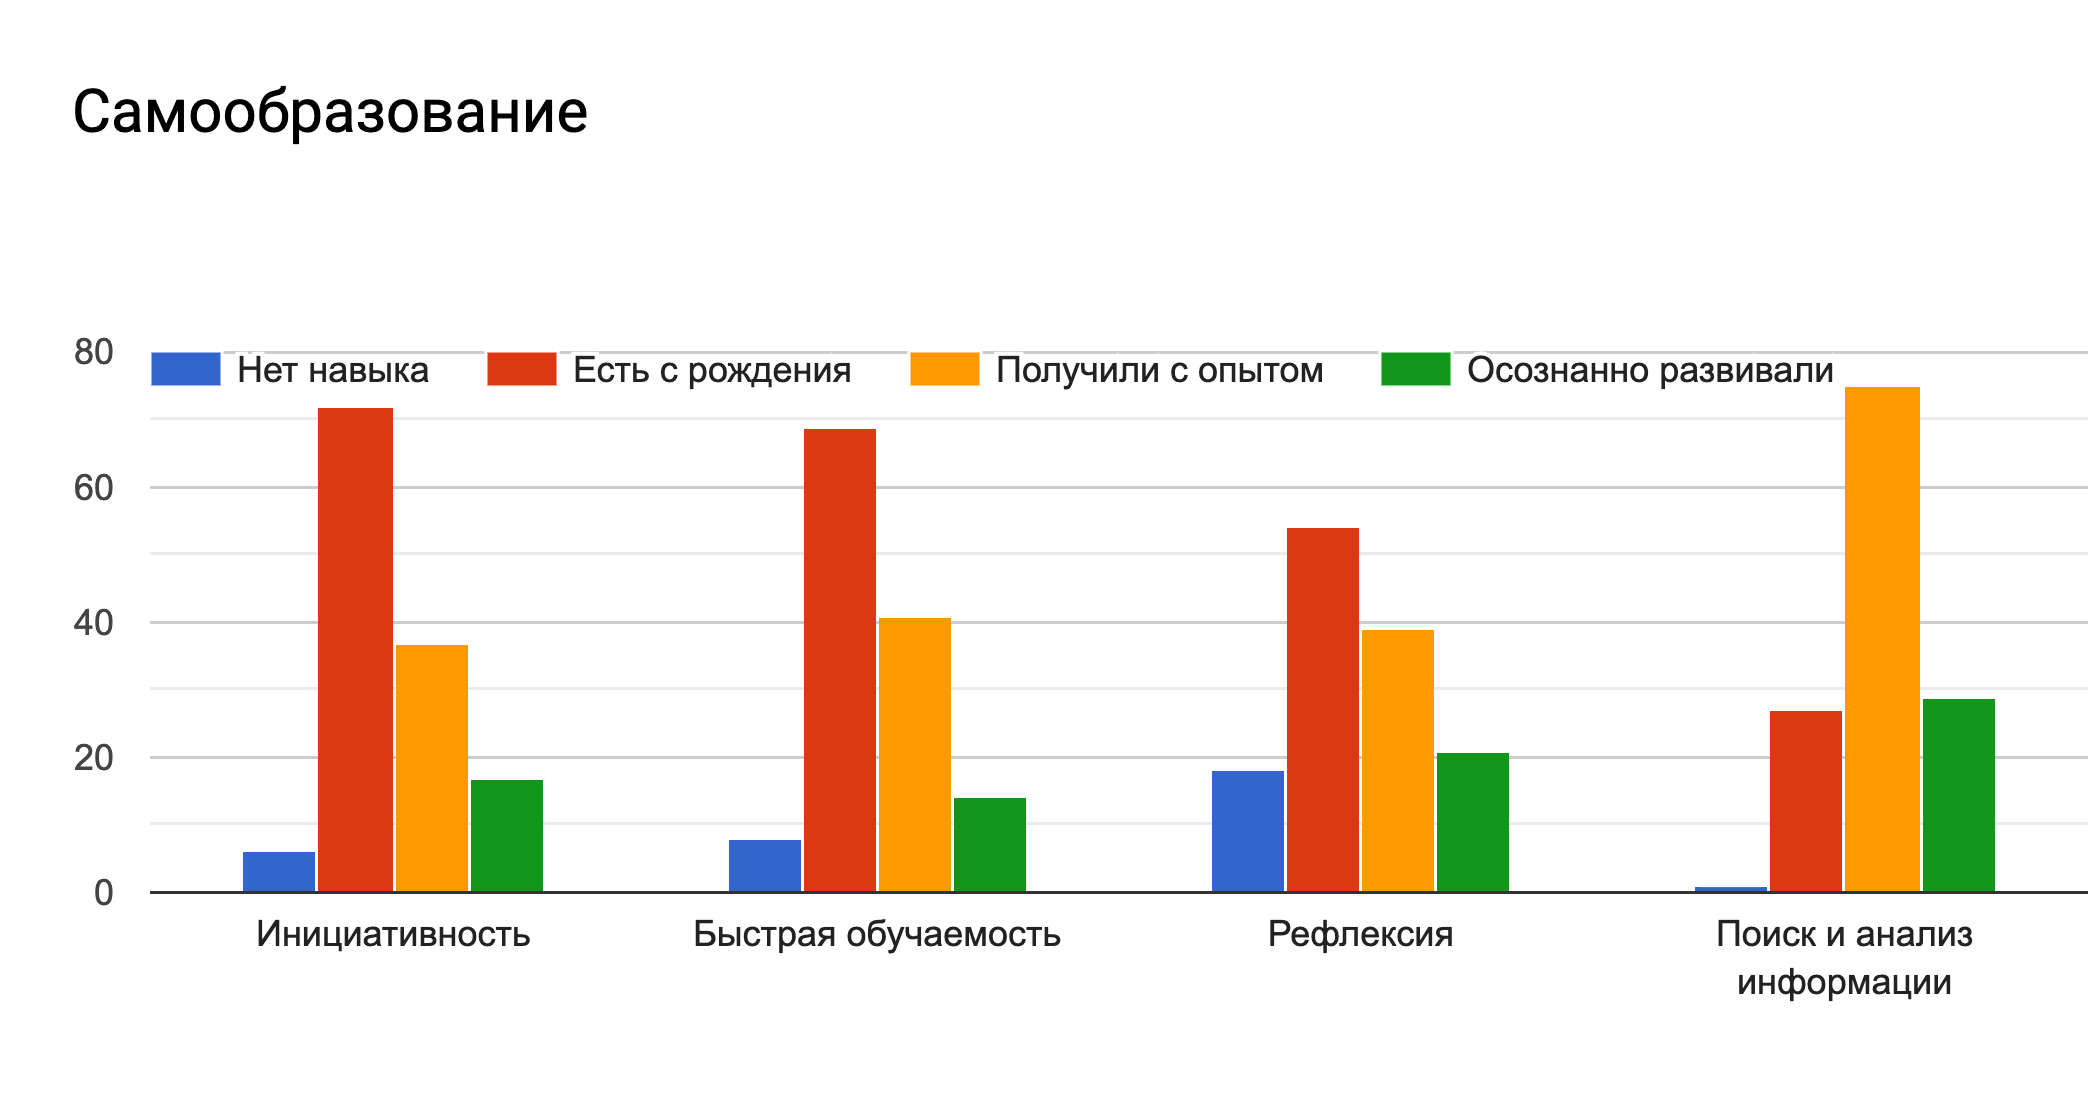 Самообразование
80
Нет навыка Есть с рождения Получили с опытом Осознанно развивали
60
40
20
0
Инициативность Быстрая обучаемость Рефлексия Поиск и анализ
информации